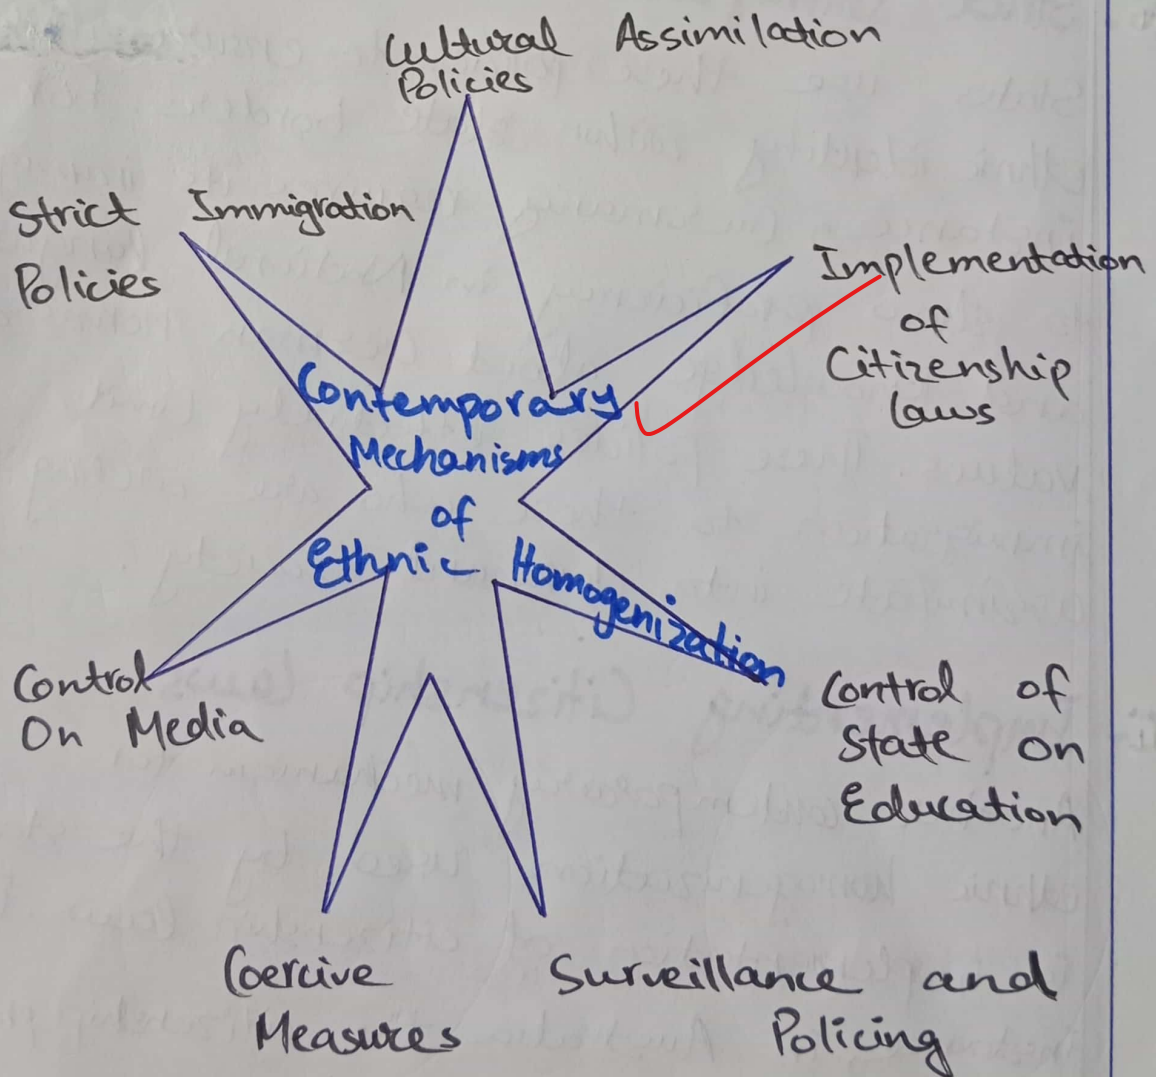 Cultural Assimilation
Policies
Strict Immigration
Policies
Implementation
of
Citizenship
laws
Contemporary
Mechanisms
of
Ethnic Homogenization
Control
On Media
Control of
State on
Education
Coercive
Measures
Surveillance and
Policing